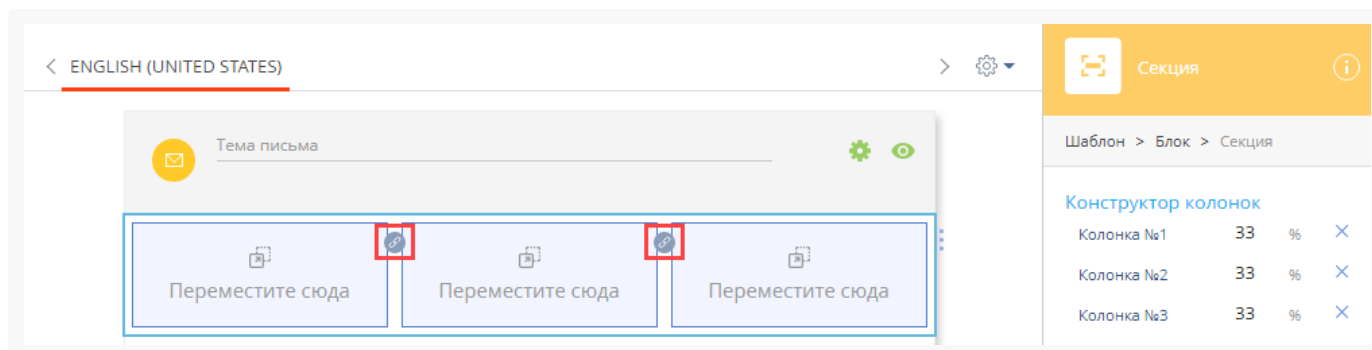 ENGLISH (UNITED STATES)
Тема письма
Переместите сюда
Переместите сюда
Переместите сюда
Секция
Шаблон > Блок > Секция
Конструктор колонок
Колонка №1 33 %
Колонка №2 33 %
Колонка №3 33 %